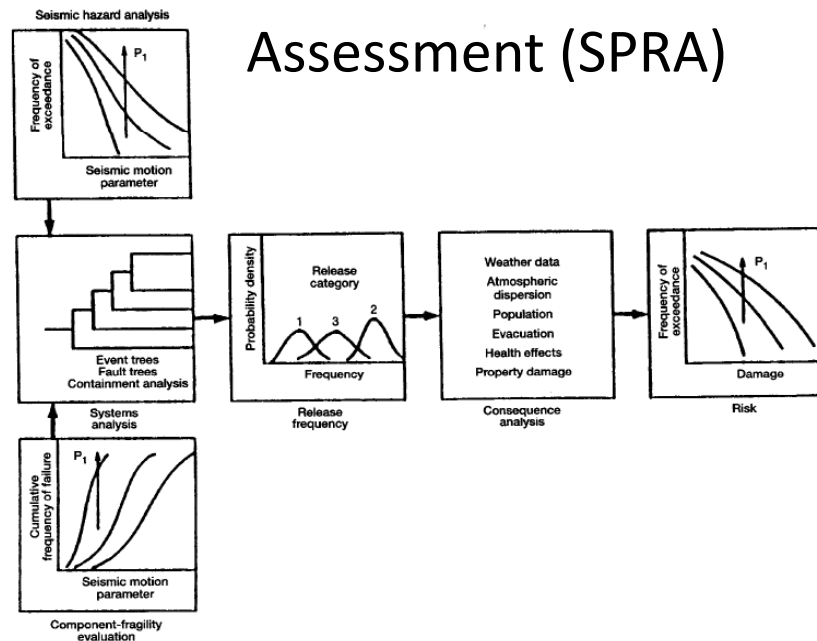 Assessment (SPRA)
Seismic hazard analysis
Frequency of
exceedance
P1
Seismic motion
parameter
Event trees
Fault trees
Containment analysis
Systems
analysis
Cumulative
frequency of failure
P1
Seismic motion
parameter
Component-fragility
evaluation
Probability density
Release
category
1
3
2
Frequency
Release
frequency
Weather data
Atmospheric
dispersion
Population
Evacuation
Health effects
Property damage
Consequence
analysis
Frequency of
exceedance
P1
Damage
Risk